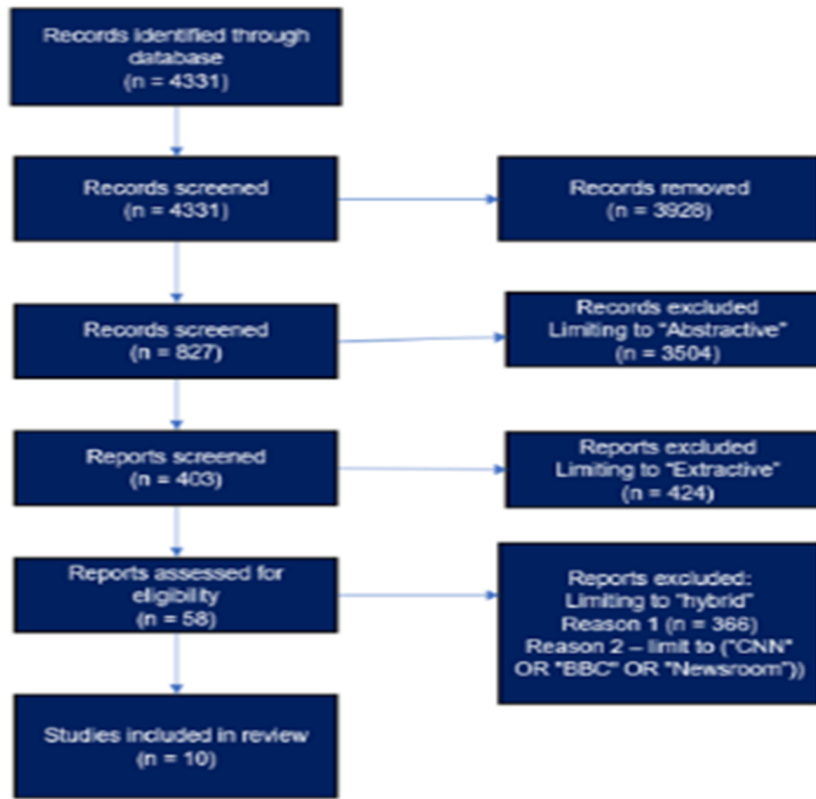 Records identified through
database
(n = 4331)
Records screened
(n = 4331)
Records removed
(n = 3928)
Records screened
(n = 827)
Records excluded
Limiting to “Abstractive”
(n = 3504)
Reports screened
(n = 403)
Reports excluded
Limiting to “Extractive”
(n = 424)
Reports assessed for
eligibility
(n = 58)
Reports excluded:
Limiting to “hybrid”
Reason 1 (n = 366)
Reason 2 – limit to ("CNN"
OR "BBC" OR "Newsroom"))
Studies included in review
(n = 10)